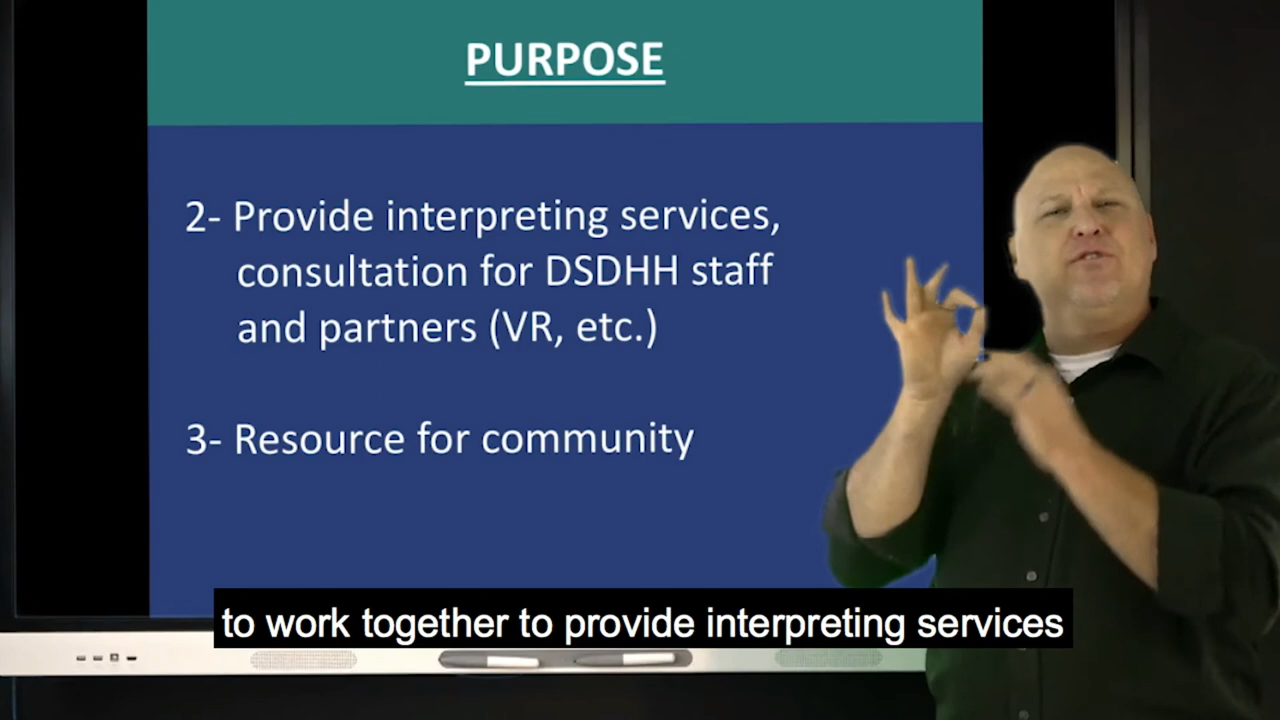 PURPOSE
2- Provide interpreting services,
consultation for DSDHH staff
and partners (VR, etc.)
3- Resource for community
to work together to provide interpreting services